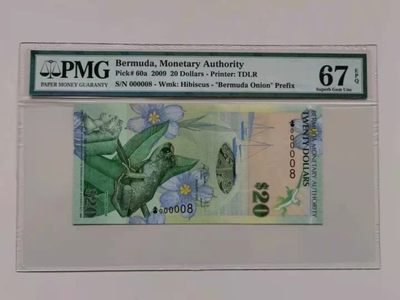 PMG
PAPER MONEY GUARANTY
Bermuda, Monetary Authority
Pick# 60a 2009 20 Dollars - Printer: TDLR
S/N 000008 - Wmk: Hibiscus - "Bermuda Onion" Prefix
67 EPQ
Superb Gem Unc
000008
$20
000008
BERMUDA MONETARY AUTHORITY
TWENTY DOLLARS
$20